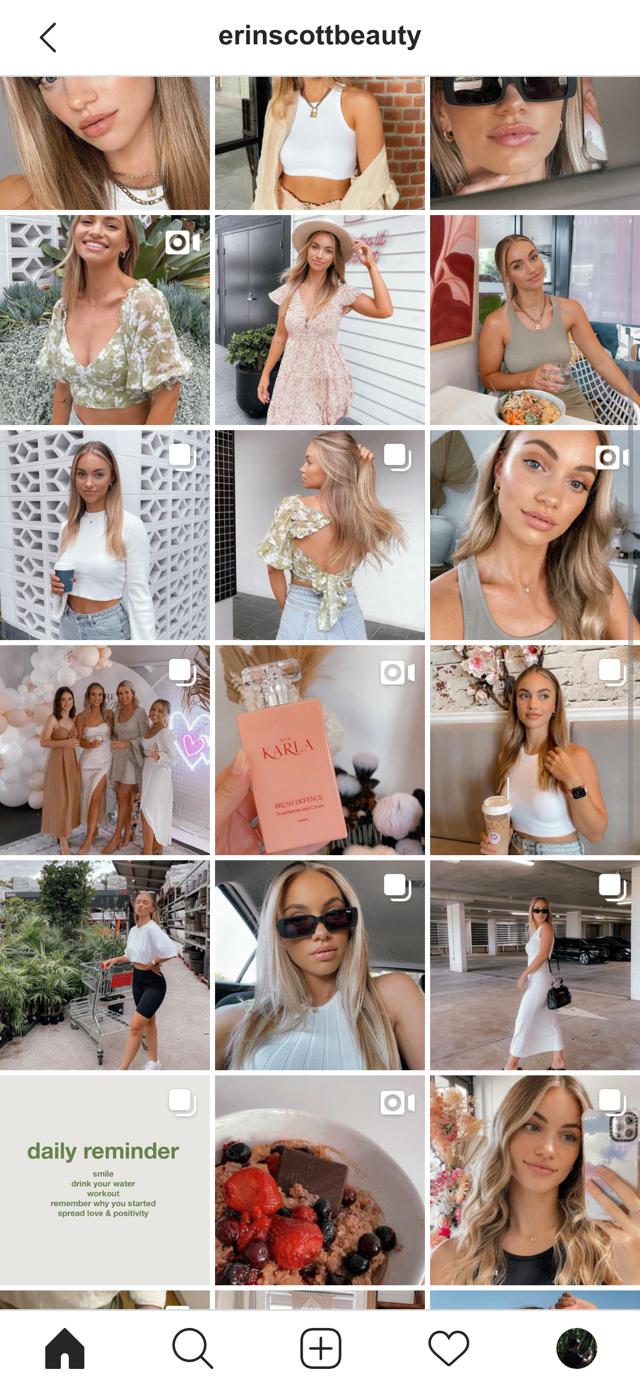 erinscottbeauty
WITH
KARLA
BRUSH DEFENCE
Strawberries and Cream
daily reminder
smile
drink your water
workout
remember why you started
spread love & positivity